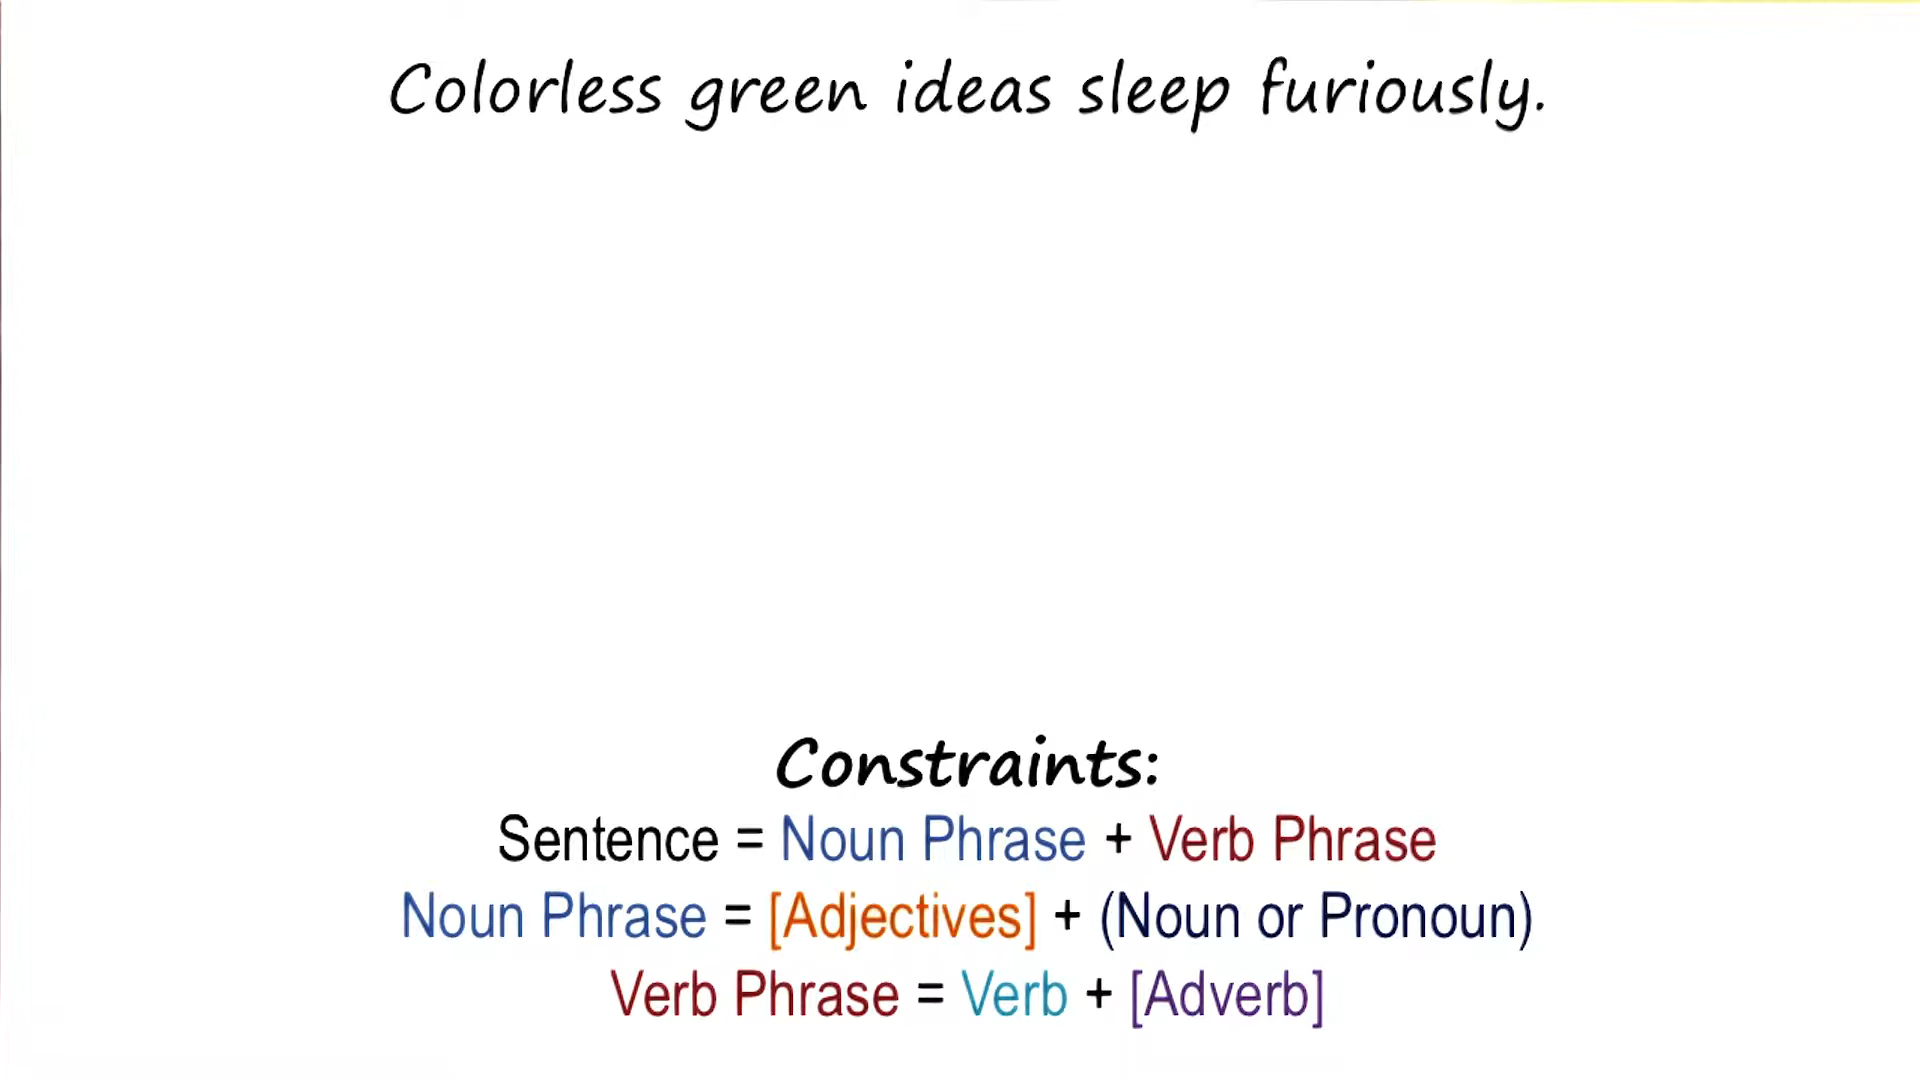 Colorless green ideas sleep furiously.
Constraints:
Sentence = Noun Phrase + Verb Phrase
Noun Phrase = [Adjectives] + (Noun or Pronoun)
Verb Phrase = Verb + [Adverb]